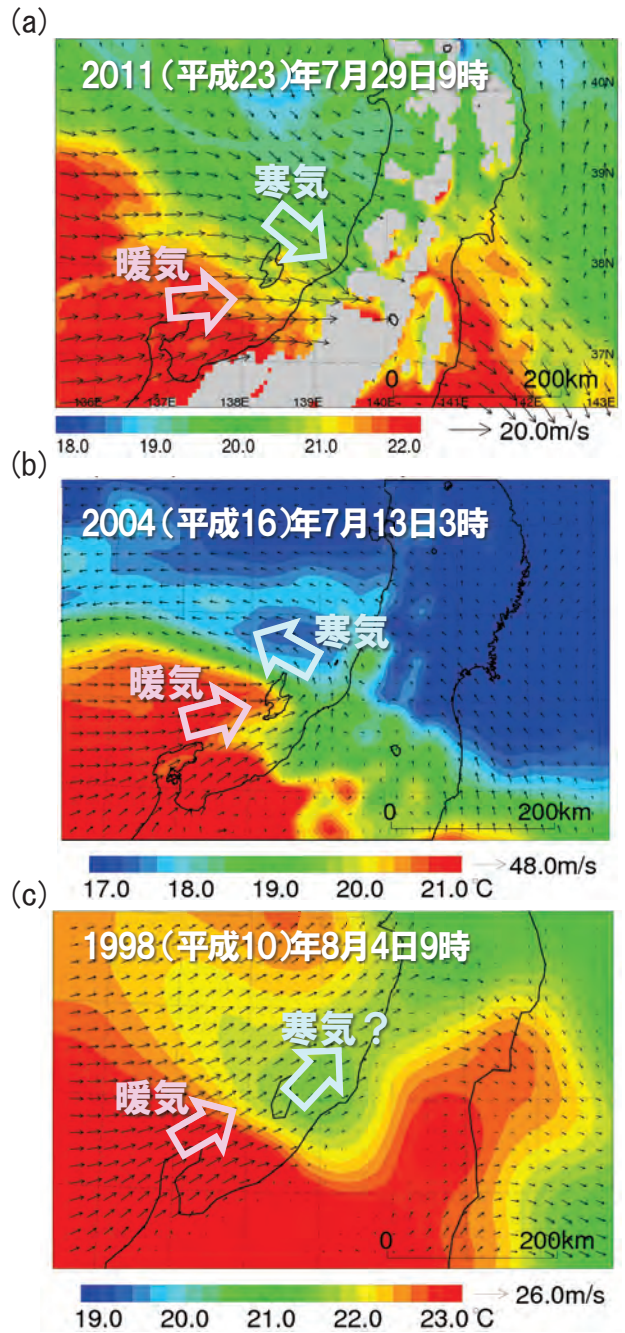 (a)
2011(平成23)年7月29日9時
40N
寒気
39N
暖気
38N
37N
0 200km
136E 137E 138E 139E 140E 141E 142E 143E
18.0 19.0 20.0 21.0 22.0
20.0m/s
(b)
2004(平成16)年7月13日3時
寒気
暖気
0 200km
17.0 18.0 19.0 20.0 21.0℃
48.0m/s
(c)
1998(平成10)年8月4日9時
寒気?
暖気
0 200km
19.0 20.0 21.0 22.0 23.0℃
26.0m/s